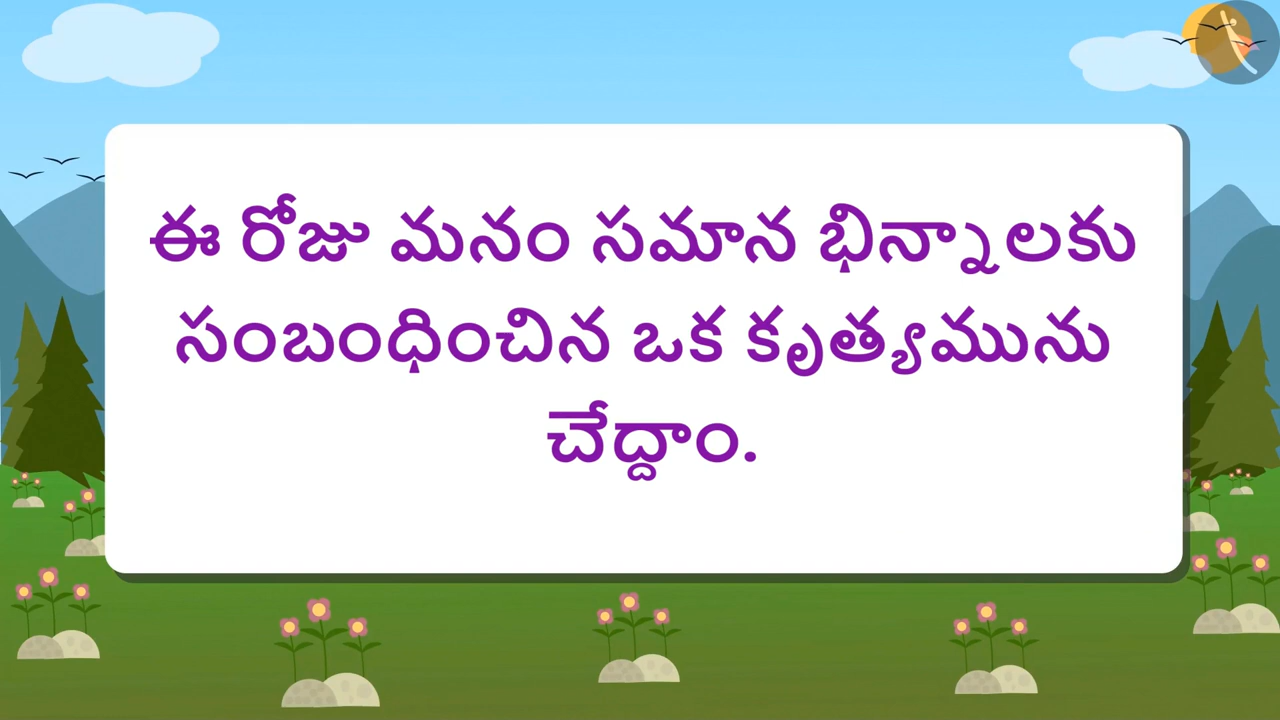 ఈ రోజు మనం సమాన భిన్నాలకు
సంబంధించిన ఒక కృత్యమును
చేద్దాం.